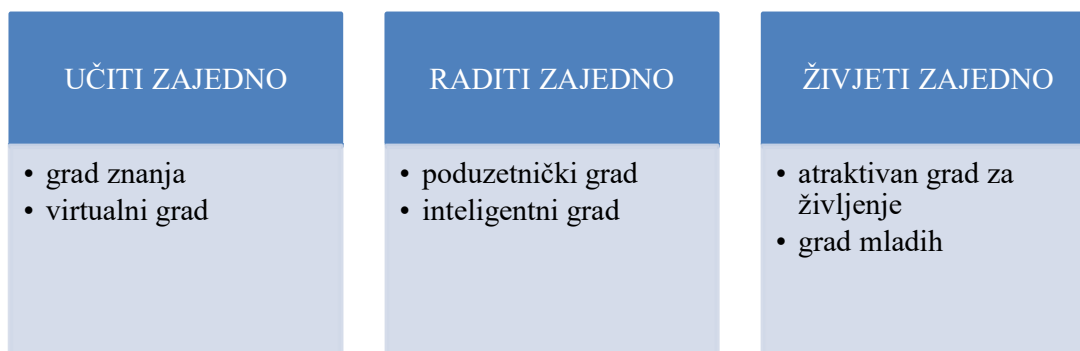 UČITI ZAJEDNO
• grad znanja
• virtualni grad
RADITI ZAJEDNO
• poduzetnički grad
• inteligentni grad
ŽIVJETI ZAJEDNO
• atraktivan grad za
življenje
• grad mladih